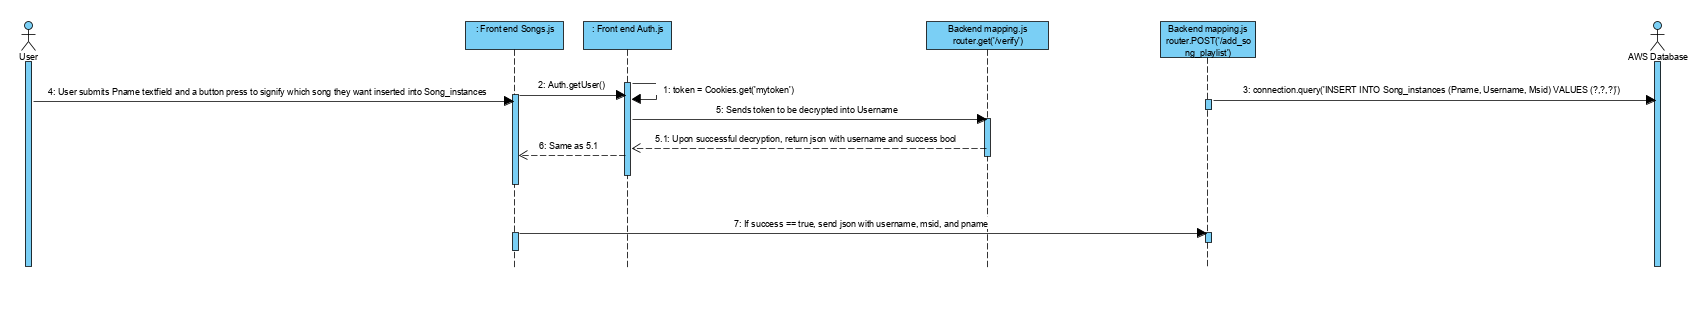 : Front end Songs.js
: Front end Auth.js
Backend mapping.js
router.get('/verify')
Backend mapping.js
router.POST('/add_so
ng_playlist')
User
AWS Database
2: Auth.getUser()
1: token = Cookies.get('mytoken')
4: User submits Pname textfield and a button press to signify which song they want inserted into Song_instances
3: connection.query('INSERT INTO Song_instances (Pname, Username, Msid) VALUES (?,?,?)')
5: Sends token to be decrypted into Username
5.1: Upon successful decryption, return json with username and success bool
6: Same as 5.1
7: If success == true, send json with username, msid, and pname